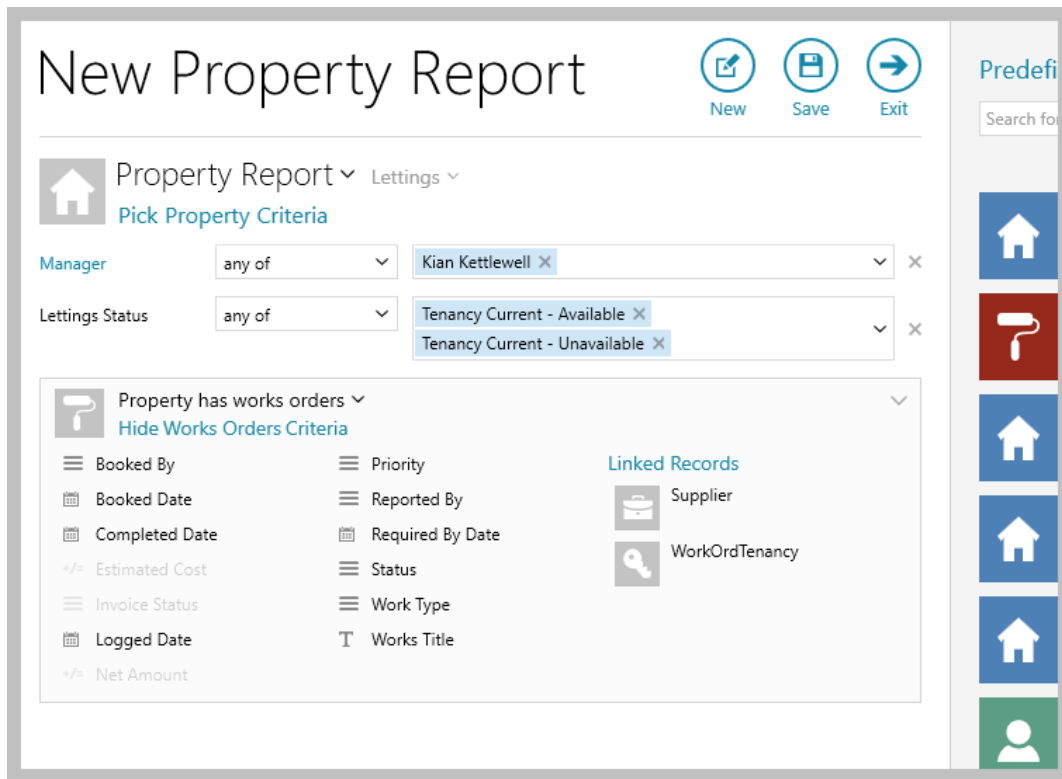 New Property Report
New
Save
Exit
Property Report
Lettings
Pick Property Criteria
Manager
any of
Kian Kettlewell
Lettings Status
any of
Tenancy Current - Available
Tenancy Current - Unavailable
Property has works orders
Hide Works Orders Criteria
Booked By
Booked Date
Completed Date
+/= Estimated Cost
Invoice Status
Logged Date
+/= Net Amount
Priority
Reported By
Required By Date
Status
Work Type
T Works Title
Linked Records
Supplier
WorkOrdTenancy
Predefi
Search for